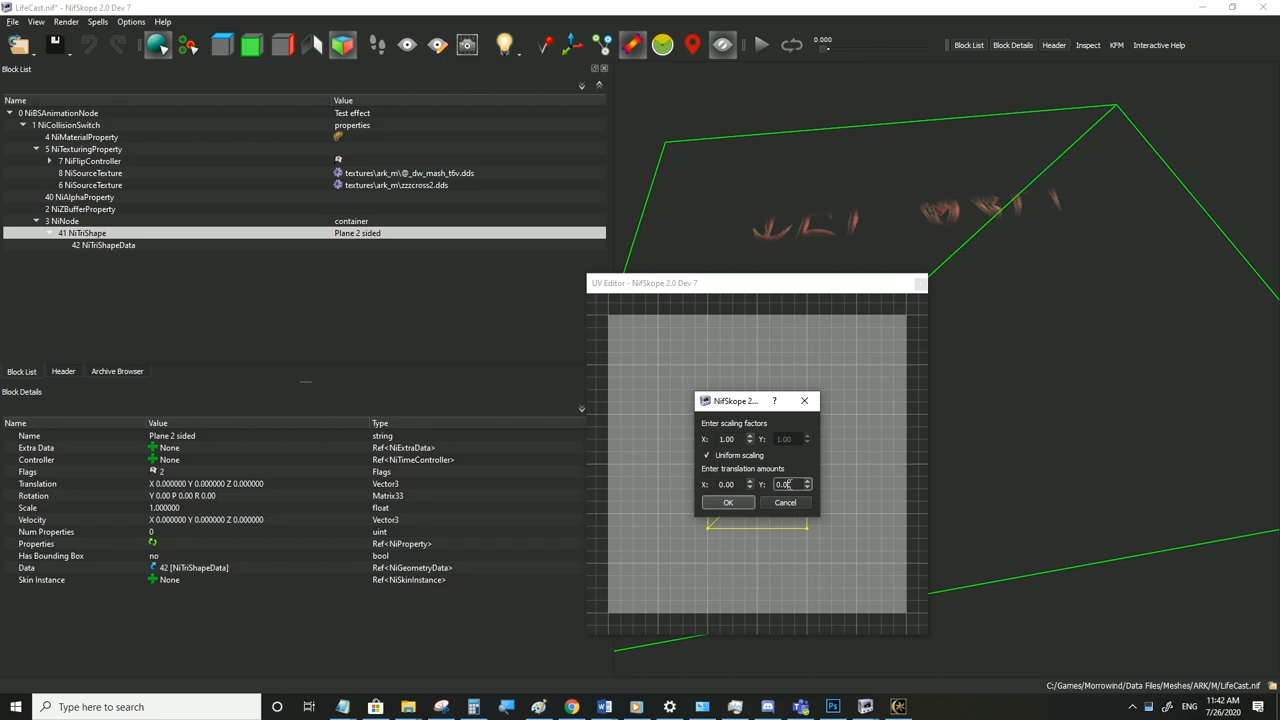 LifeCast.nif* - NifSkope 2.0 Dev 7
File View Render Spells Options Help
0.000
Block List Block Details Header Inspect KFM Interactive Help
Block List
Name Value
0 NiBSAnimationNode Test effect
1 NiCollisionSwitch properties
4 NiMaterialProperty
5 NiTexturingProperty
7 NiFlipController
8 NiSourceTexture textures\ark_m\@_dw_mash_t6v.dds
6 NiSourceTexture textures\ark_m\zzzcross2.dds
40 NiAlphaProperty
2 NiZBufferProperty
3 NiNode container
41 NiTriShape Plane 2 sided
42 NiTriShapeData
UV Editor - NifSkope 2.0 Dev 7
NifSkope 2...
?
Enter scaling factors
X: 1.00 Y: 1.00
Uniform scaling
Enter translation amounts
X: 0.00 Y: 0.00
OK Cancel
Block List Header Archive Browser
Block Details
Name Value Type
Name Plane 2 sided string
Extra Data None Ref<NiExtraData>
Controller None Ref<NiTimeController>
Flags 2 Flags
Translation X 0.000000 Y 0.000000 Z 0.000000 Vector3
Rotation Y 0.00 P 0.00 R 0.00 Matrix33
Scale 1.000000 float
Velocity X 0.000000 Y 0.000000 Z 0.000000 Vector3
Num Properties 0 uint
Properties Ref<NiProperty>
Has Bounding Box no bool
Data 42 [NiTriShapeData] Ref<NiGeometryData>
Skin Instance None Ref<NiSkinInstance>
C:/Games/Morrowind/Data Files/Meshes/ARK/M/LifeCast.nif
Type here to search
ENG
11:42 AM
7/26/2020